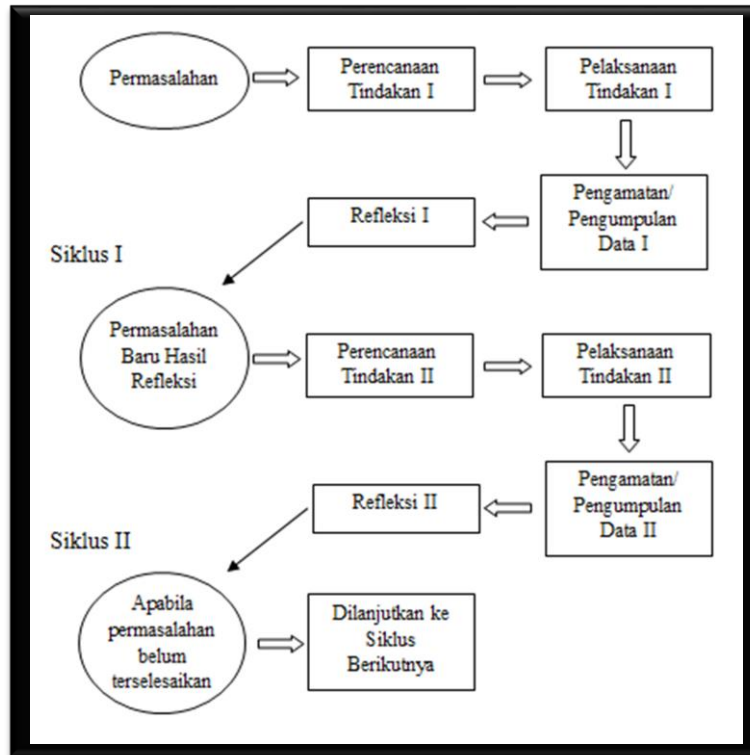 Permasalahan
Perencanaan
Tindakan I
Pelaksanaan
Tindakan I
Pengamatan/
Pengumpulan
Data I
Refleksi I
Siklus I
Permasalahan
Baru Hasil
Refleksi
Perencanaan
Tindakan II
Pelaksanaan
Tindakan II
Pengamatan/
Pengumpulan
Data II
Refleksi II
Siklus II
Apabila
permasalahan
belum
terselesaikan
Dilanjutkan ke
Siklus
Berikutnya